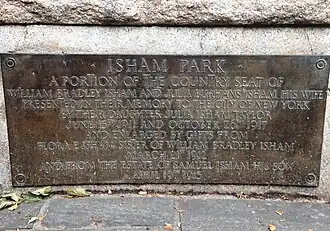 ISHAM PARK
A PORTION OF THE COUNTRY SEAT OF
WILLIAM BRADLEY ISHAM AND JULIA BURHANS ISHAM HIS WIFE
PRESENTED IN THEIR MEMORY TO THE CITY OF NEW YORK
BY THEIR DAUGHTER JULIA ISHAM TAYLOR
JUNE AND OCTOBER 1917
AND ENLARGED BY GIFTS FROM
FLORA E ISHAM SISTER OF WILLIAM BRADLEY ISHAM
AND FROM THE ESTATE OF SAMUEL ISHAM HIS SON
APRIL